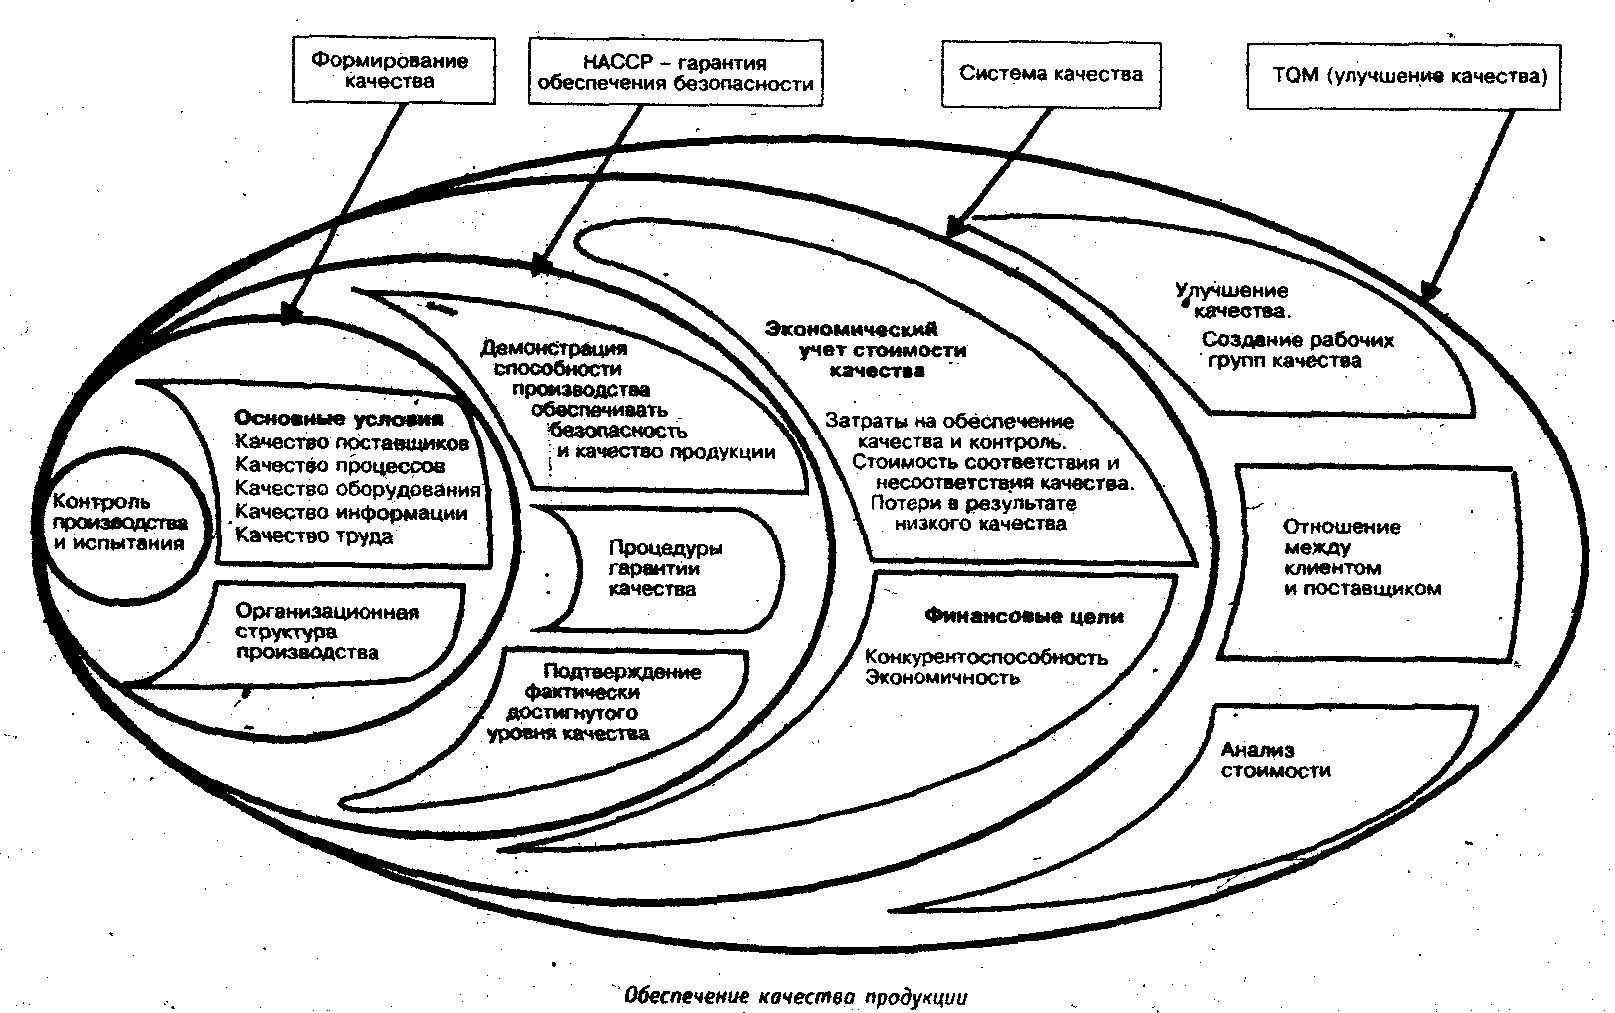 Формирование
качества
НАССР – гарантия
обеспечения безопасности
Система качества
TQM (улучшение качества)
Контроль
производства
и испытания
Основные условия
Качество поставщиков
Качество процессов
Качество оборудования
Качество информации
Качество труда
Организационная
структура
производства
Демонстрация
способности
производства
обеспечивать
безопасность
и качество продукции
Процедуры
гарантии
качества
Подтверждение
фактически
достигнутого
уровня качества
Экономический
учет стоимости
качества
Затраты на обеспечение
качества и контроль.
Стоимость соответствия и
несоответствия качества.
Потери в результате
низкого качества
Финансовые цели
Конкурентоспособность
Экономичность
Улучшение
качества.
Создание рабочих
групп качества
Отношение
между
клиентом
и поставщиком
Анализ
стоимости
Обеспечение качества продукции